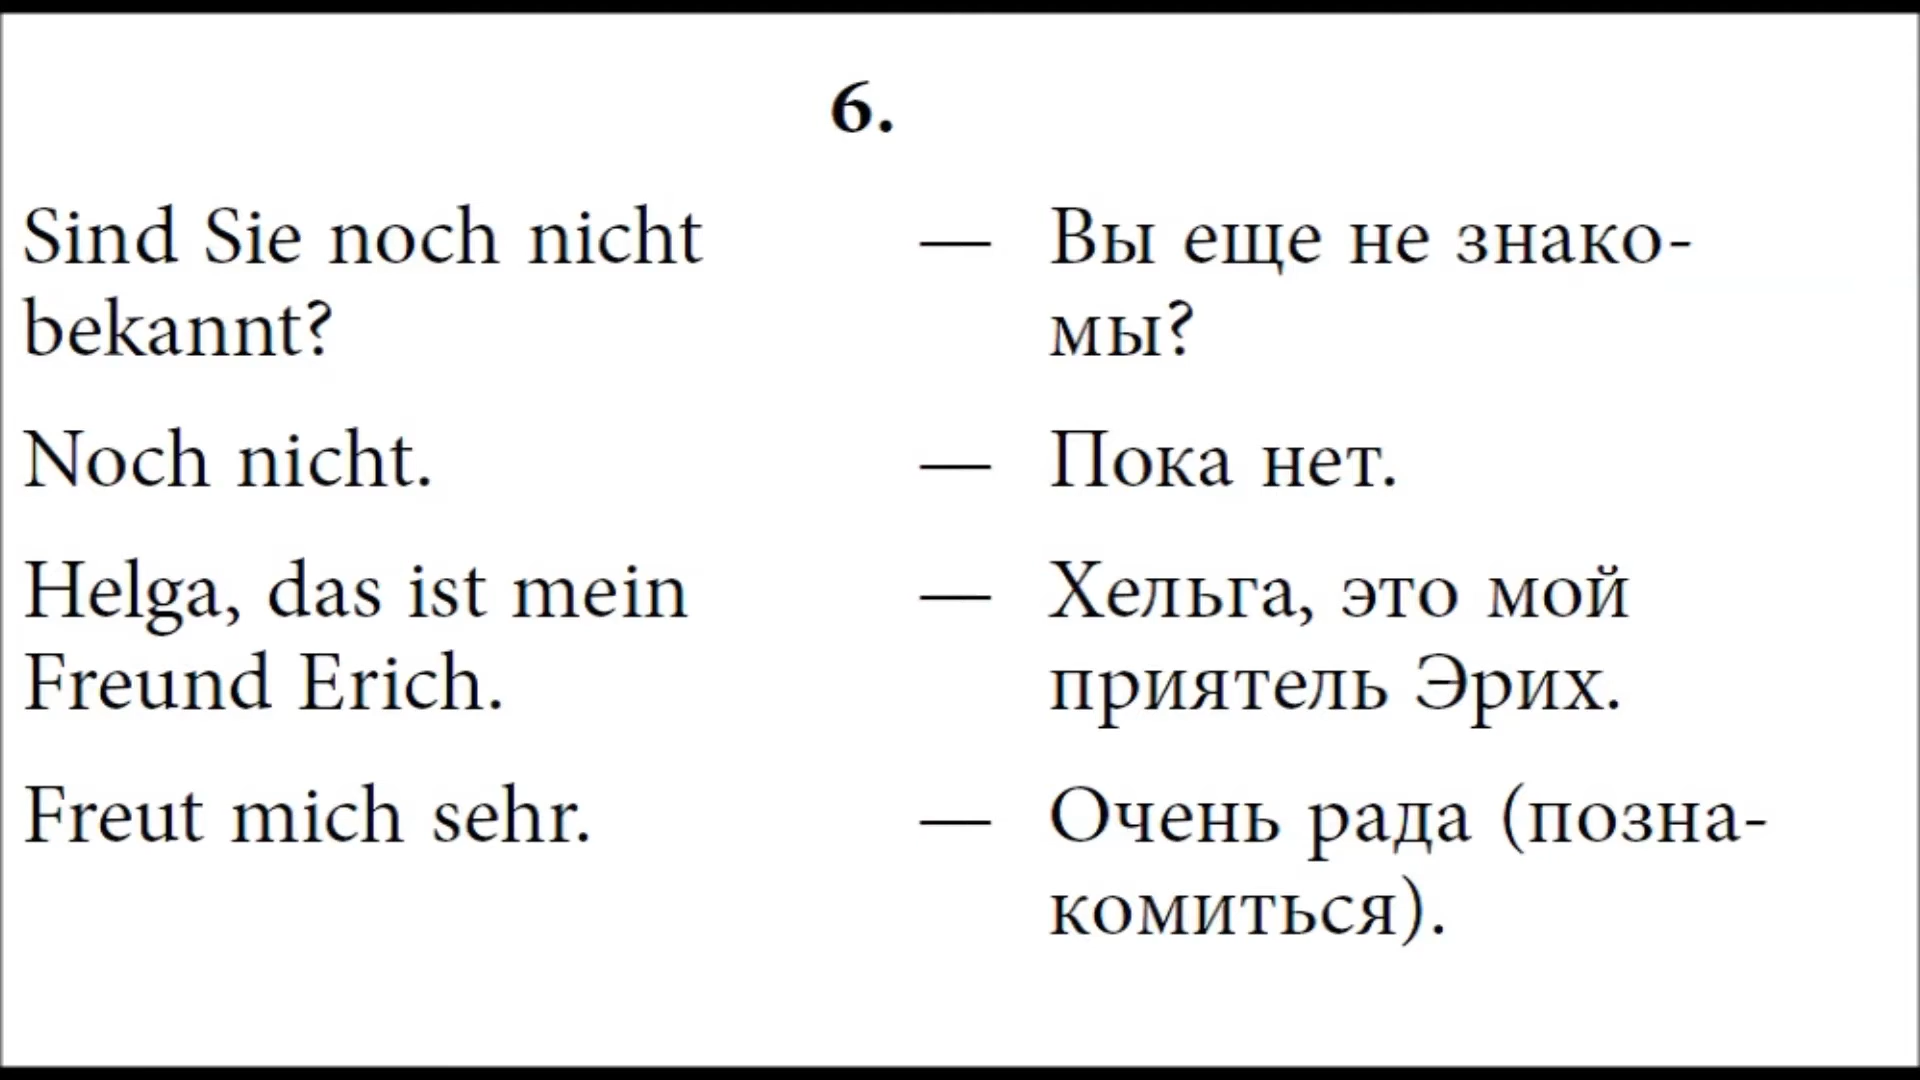 6.
Sind Sie noch nicht — Вы еще не знако-
bekannt? мы?
Noch nicht. — Пока нет.
Helga, das ist mein — Хельга, это мой
Freund Erich. приятель Эрих.
Freut mich sehr. — Очень рада (позна-
комиться).